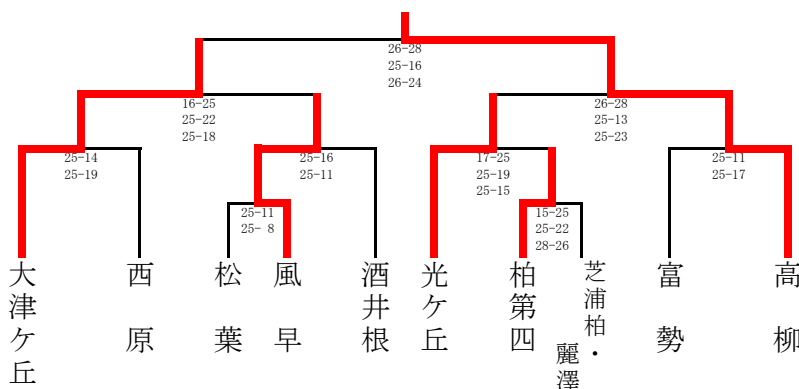 26-28
25-16
26-24
16-25
25-22
25-18
26-28
25-13
25-23
25-14
25-19
25-16
25-11
17-25
25-19
25-15
25-11
25-17
25-11
25- 8
15-25
25-22
28-26
大津ケ丘
西原
松葉
風早
酒井根
光ケ丘
柏第四
芝浦柏・
麗澤
富勢
高柳